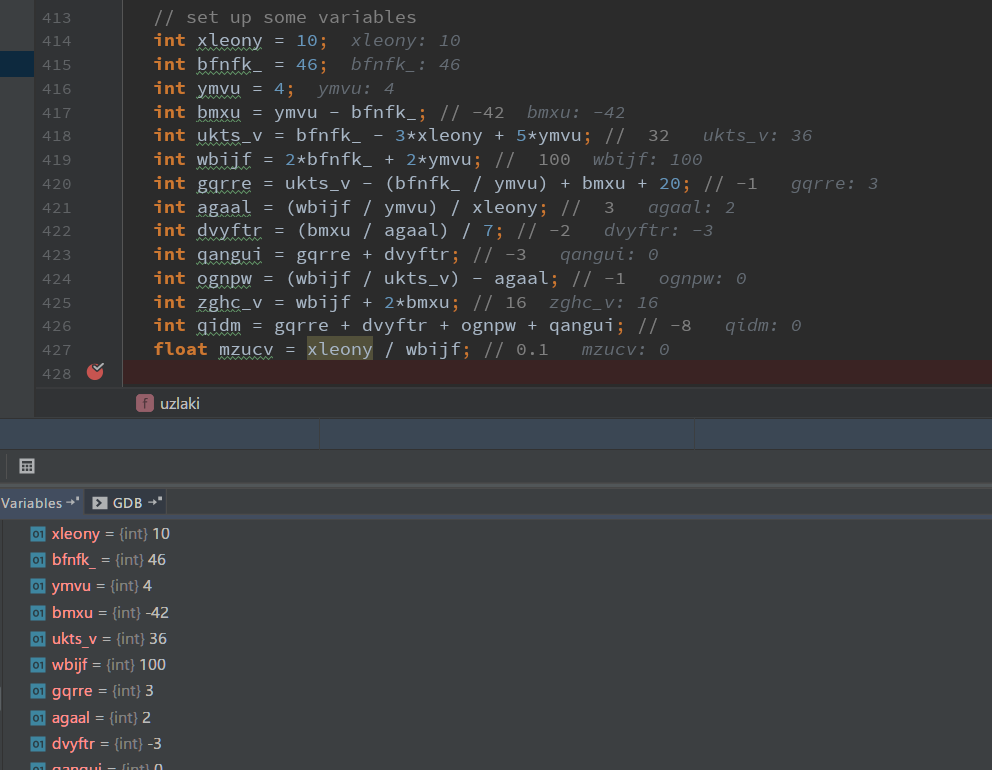 413 // set up some variables
414 int xleony = 10; xleony: 10
415 int bfnfk_ = 46; bfnfk_: 46
416 int ymvu = 4; ymvu: 4
417 int bmxu = ymvu - bfnfk_; // -42 bmxu: -42
418 int ukts_v = bfnfk_ - 3*xleony + 5*ymvu; // 32 ukts_v: 36
419 int wbijf = 2*bfnfk_ + 2*ymvu; // 100 wbijf: 100
420 int gqrre = ukts_v - (bfnfk_ / ymvu) + bmxu + 20; // -1 gqrre: 3
421 int agaal = (wbijf / ymvu) / xleony; // 3 agaal: 2
422 int dvyftr = (bmxu / agaal) / 7; // -2 dvyftr: -3
423 int qangui = gqrre + dvyftr; // -3 qangui: 0
424 int ognpw = (wbijf / ukts_v) - agaal; // -1 ognpw: 0
425 int zghc_v = wbijf + 2*bmxu; // 16 zghc_v: 16
426 int qidm = gqrre + dvyftr + ognpw + qangui; // -8 qidm: 0
427 float mzucv = xleony / wbijf; // 0.1 mzucv: 0
428
f uzlaki
Variables GDB
01 xleony = {int} 10
01 bfnfk_ = {int} 46
01 ymvu = {int} 4
01 bmxu = {int} -42
01 ukts_v = {int} 36
01 wbijf = {int} 100
01 gqrre = {int} 3
01 agaal = {int} 2
01 dvyftr = {int} -3
01 qangui = {int} 0